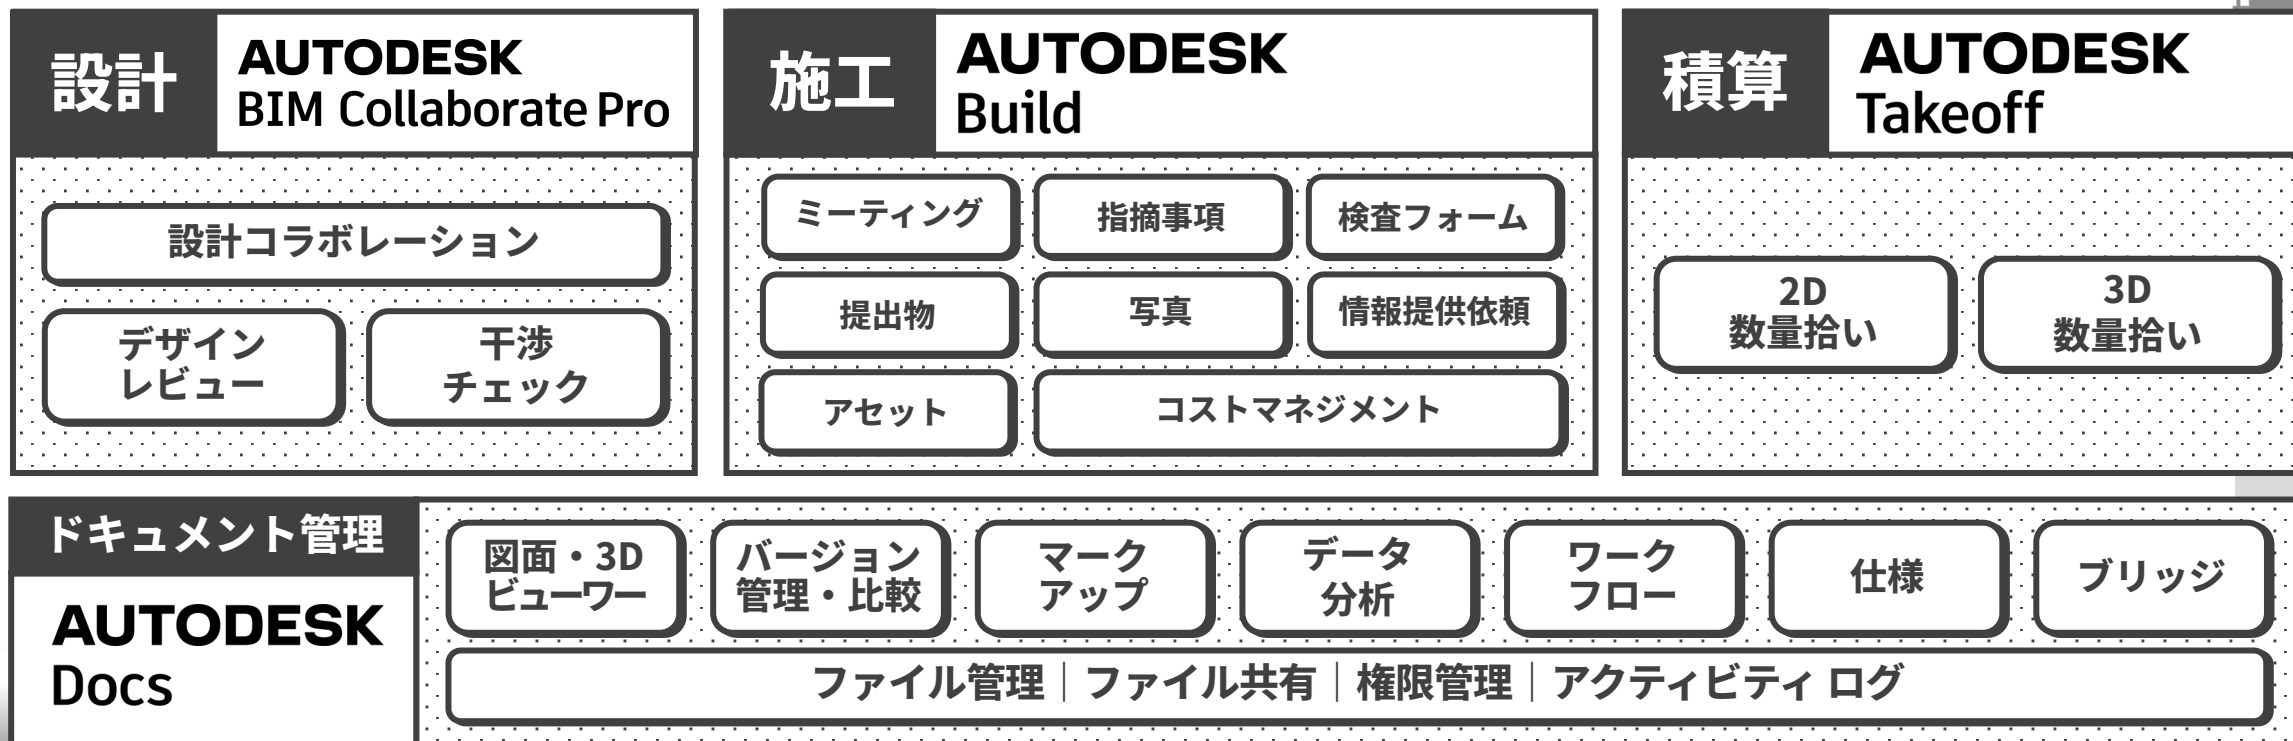 設計
AUTODESK
BIM Collaborate Pro
設計コラボレーション
デザイン
レビュー
干渉
チェック
施工
AUTODESK
Build
ミーティング
指摘事項
検査フォーム
提出物
写真
情報提供依頼
アセット
コストマネジメント
積算
AUTODESK
Takeoff
2D
数量拾い
3D
数量拾い
ドキュメント管理
AUTODESK
Docs
図面・3D
ビューワー
バージョン
管理・比較
マーク
アップ
データ
分析
ワーク
フロー
仕様
ブリッジ
ファイル管理｜ファイル共有｜権限管理｜アクティビティ ログ